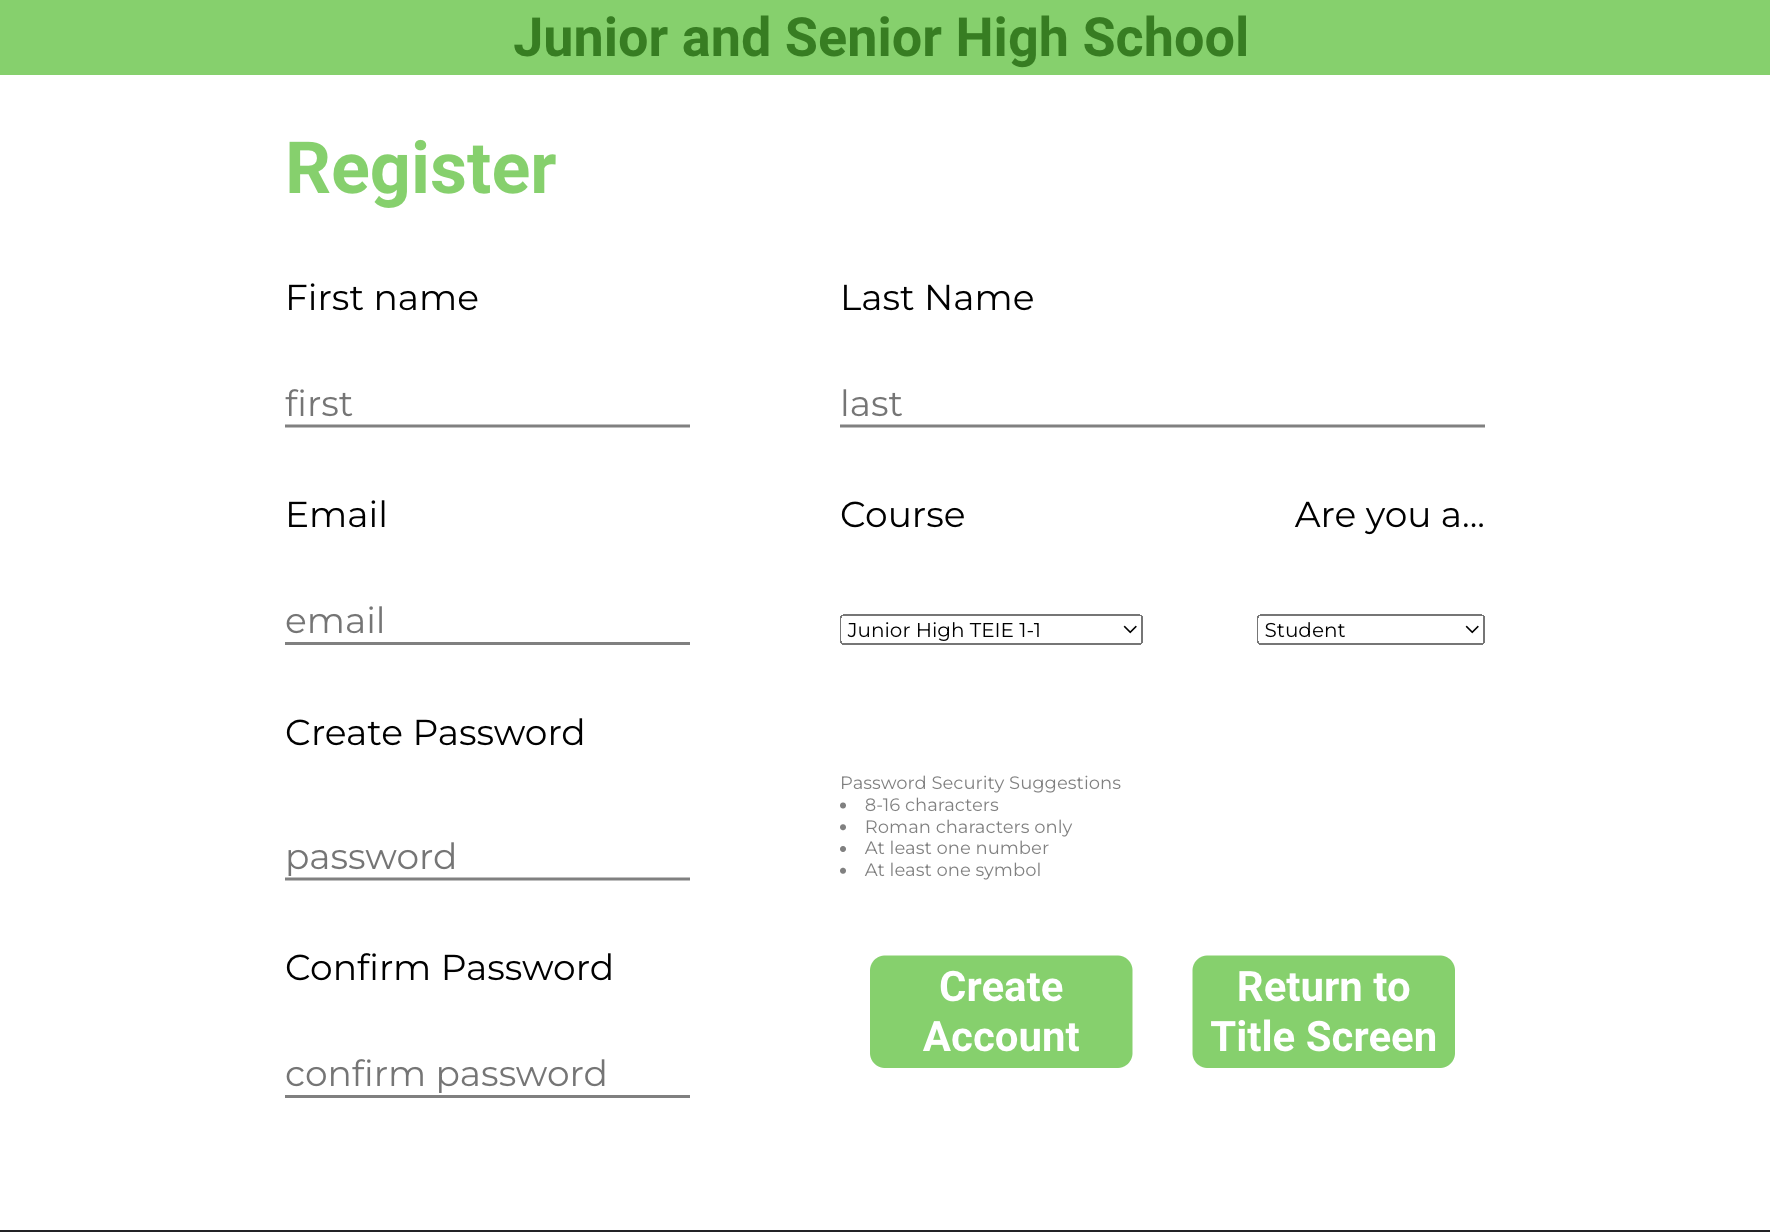 Junior and Senior High School
Register
First name
Last Name
first
last
Email
Course
Are you a...
email
Junior High TEIE 1-1
Student
Create Password
Password Security Suggestions
• 8-16 characters
• Roman characters only
• At least one number
• At least one symbol
password
Confirm Password
confirm password
Create
Account
Return to
Title Screen